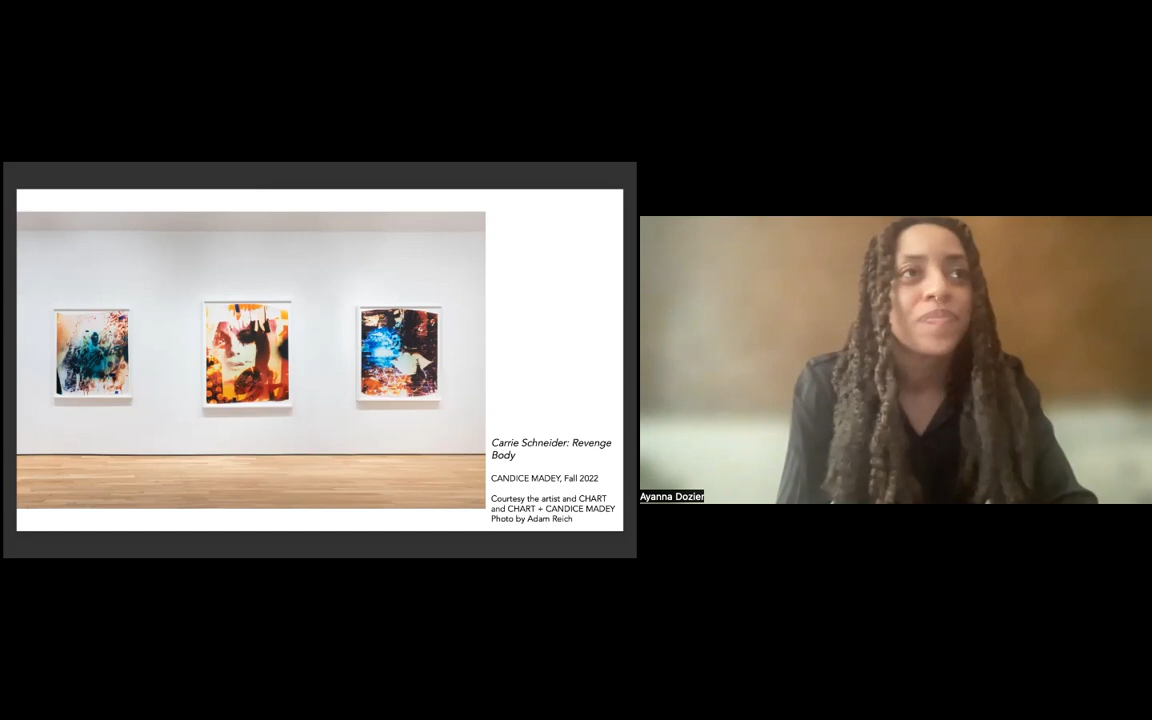 Carrie Schneider: Revenge
Body
CANDICE MADEY, Fall 2022
Courtesy the artist and CHART
and CHART + CANDICE MADEY
Photo by Adam Reich
Ayanna Dozier